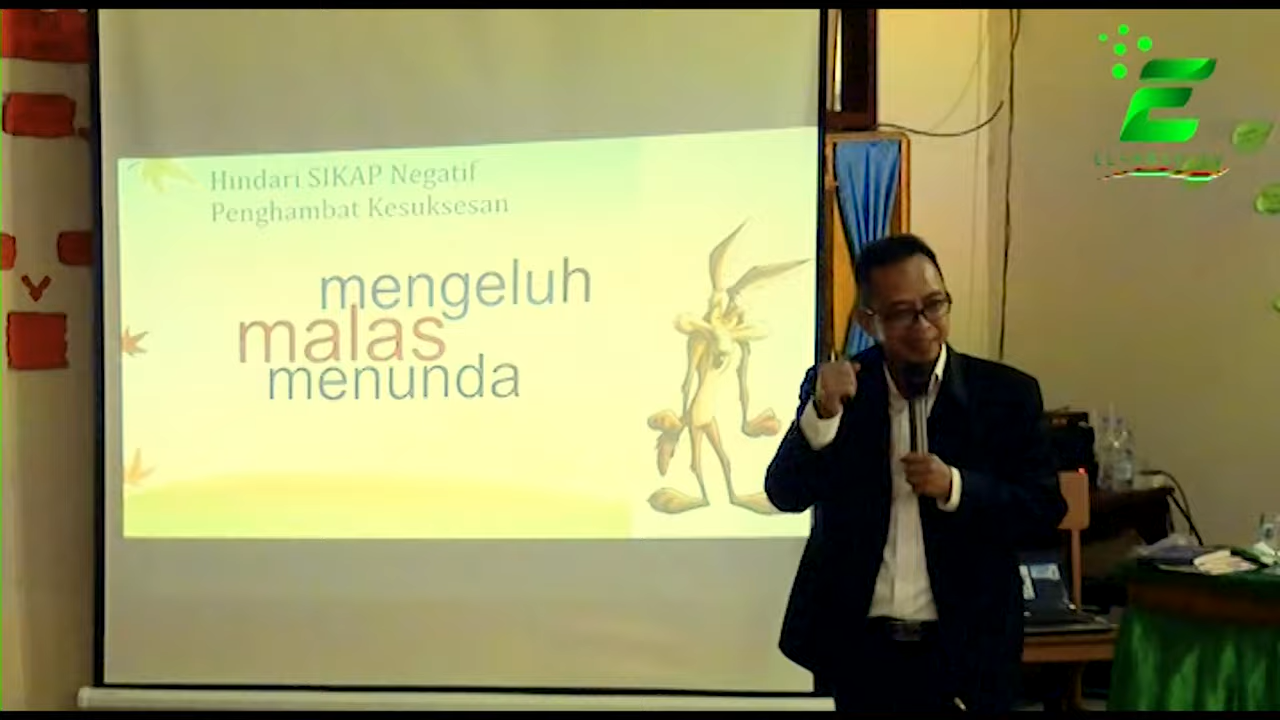 Hindari SIKAP Negatif
Penghambat Kesuksesan
mengeluh
malas
menunda